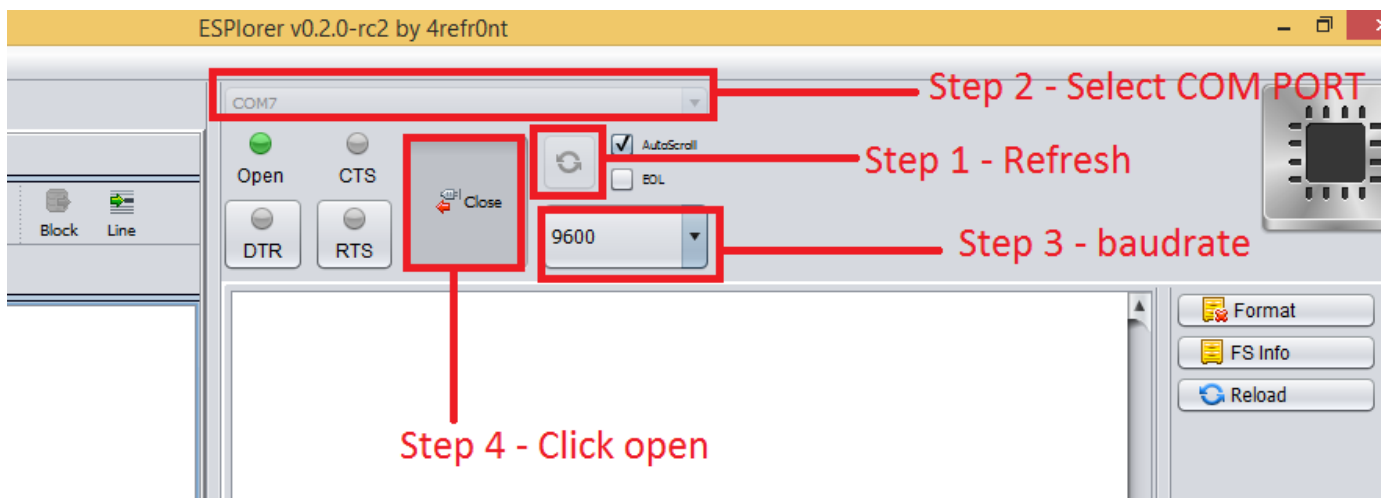 ESPlorer v0.2.0-rc2 by 4refr0nt
Step 2 - Select COM PORT
COM7
AutoScroll
Step 1 - Refresh
Open
CTS
EOL
Close
Block
Line
9600
Step 3 - baudrate
DTR
RTS
Format
FS Info
Reload
Step 4 - Click open